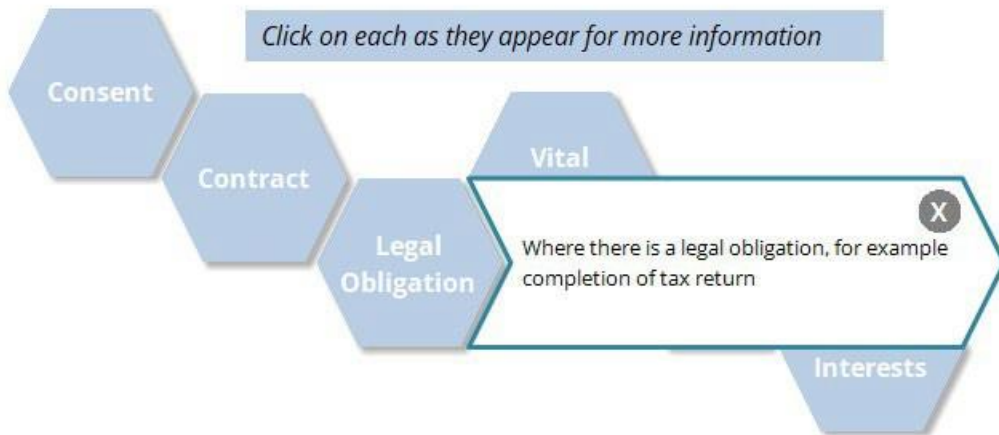 Click on each as they appear for more information
Consent
Contract
Vital
Legal
Obligation
X
Where there is a legal obligation, for example
completion of tax return
Interests